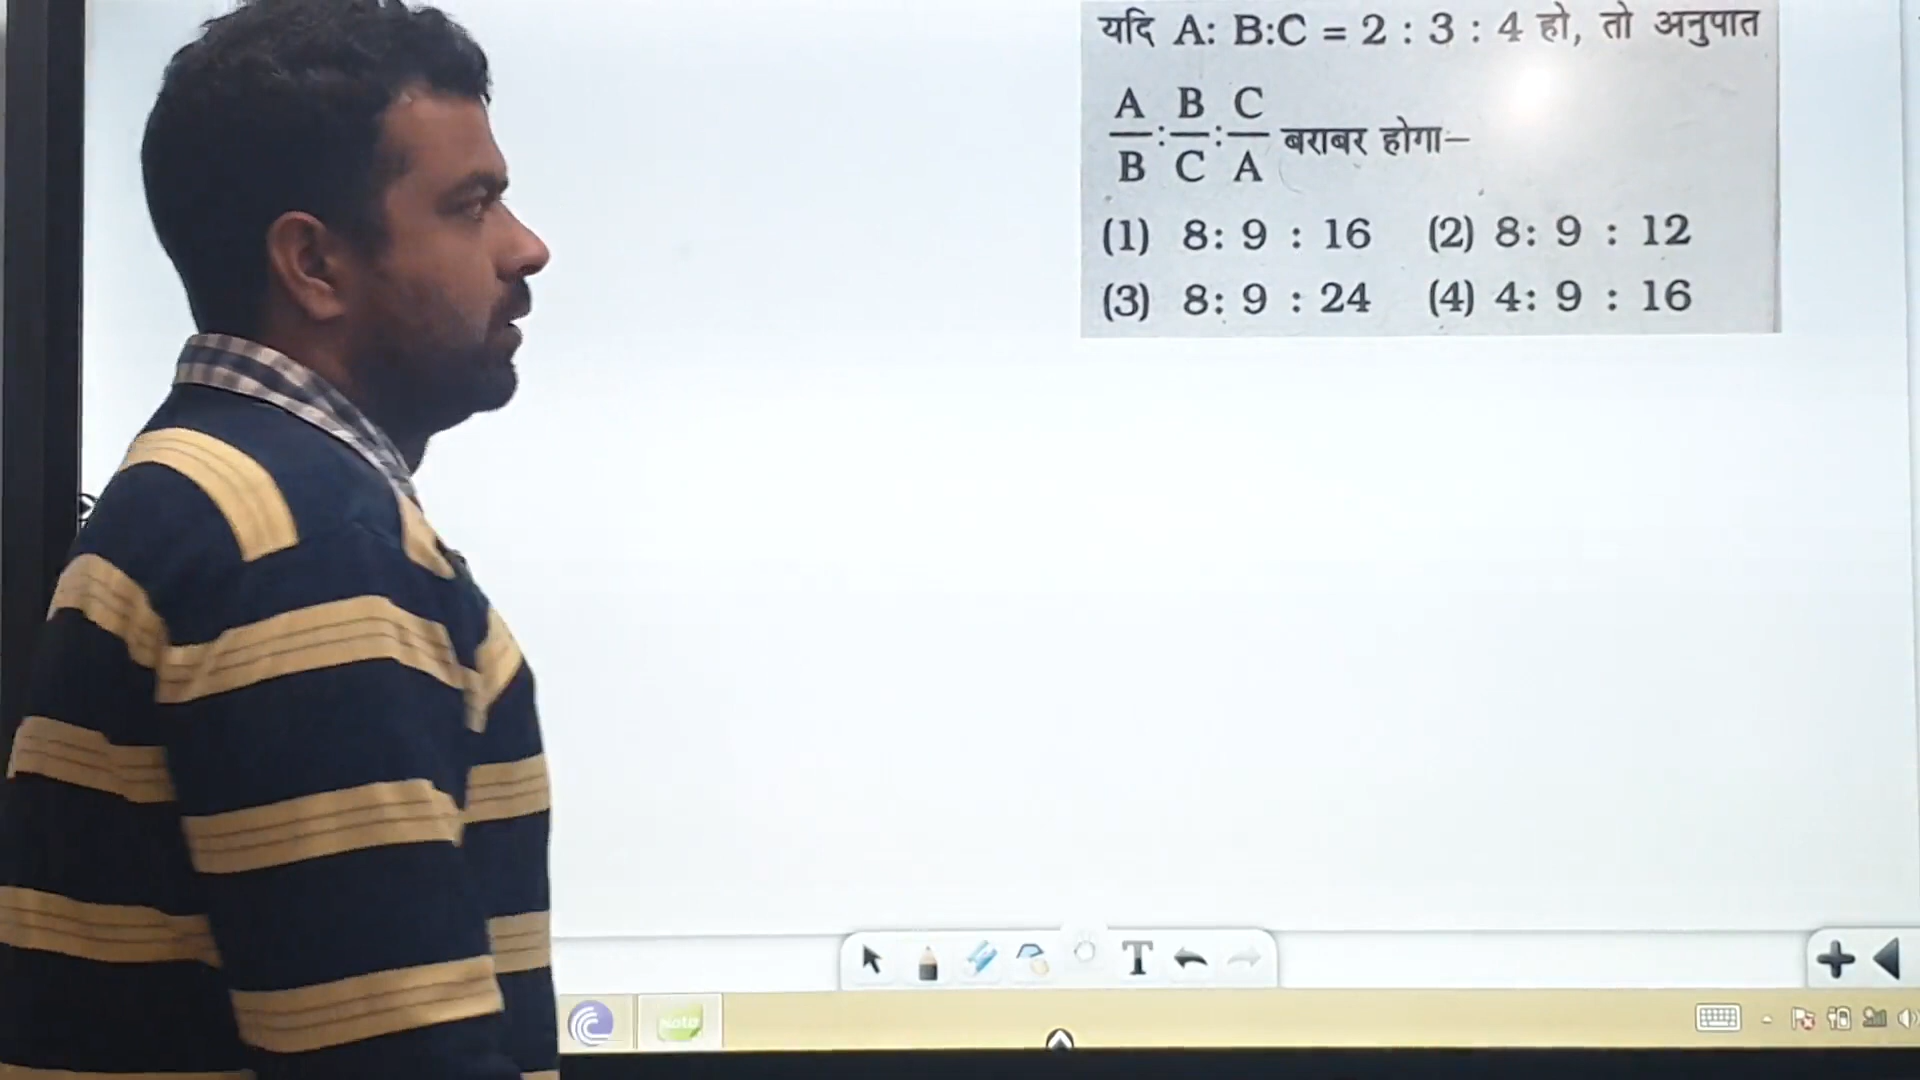 यदि A: B:C = 2 : 3 : 4 हो, तो अनुपात
A/B : B/C : C/A बराबर होगा–
(1) 8: 9 : 16 (2) 8: 9 : 12
(3) 8: 9 : 24 (4) 4: 9 : 16
T